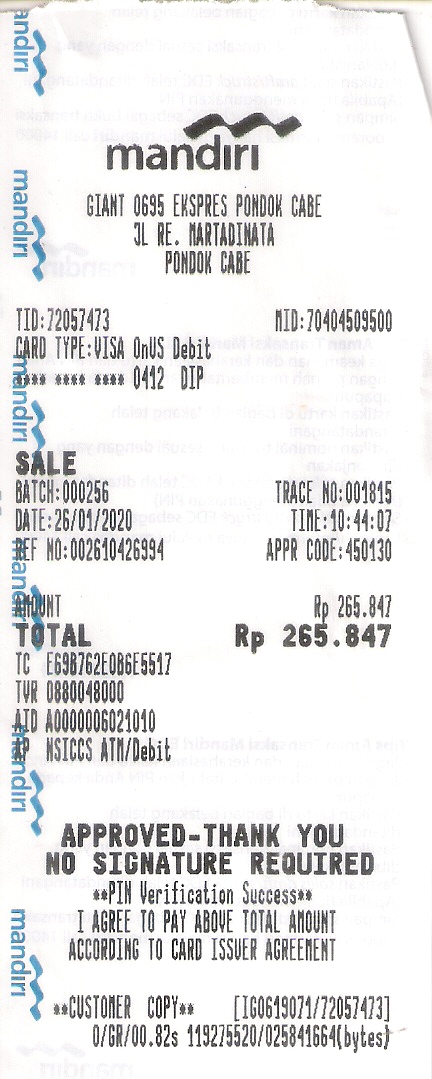 mandiri
GIANT 0695 EKSPRES PONDOK CABE
JL RE. MARTADINATA
PONDOK CABE
TID:72057473 MID:70404509500
CARD TYPE:VISA OnUS Debit
**** **** **** 0412 DIP
SALE
BATCH:000256 TRACE NO:001815
DATE:26/01/2020 TIME:10:44:07
REF NO:002610426994 APPR CODE:450130
AMOUNT Rp 265.847
TOTAL Rp 265.847
TC E69B762E0B6E5517
TVR 0880048000
AID A0000006021010
AP NSICCS ATM/Debit
APPROVED-THANK YOU
NO SIGNATURE REQUIRED
**PIN Verification Success**
I AGREE TO PAY ABOVE TOTAL AMOUNT
ACCORDING TO CARD ISSUER AGREEMENT
**CUSTOMER COPY** [IG0619071/72057473]
0/GR/00.82s 119275520/025841664(bytes)
mandiri
mandiri
mandiri
mandiri
mandiri
mandiri